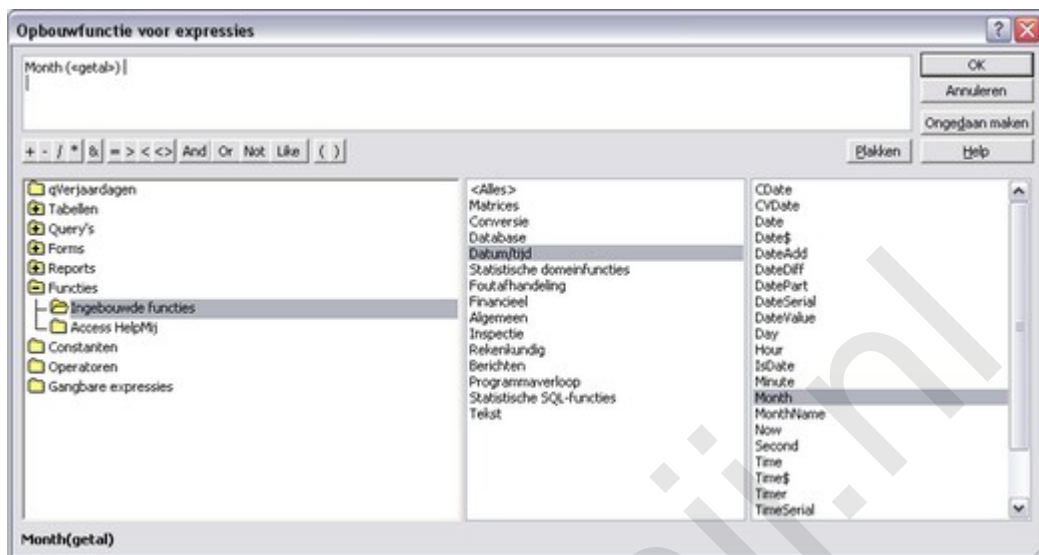 Opbouwfunctie voor expressies
Month («getal»)
OK
Annuleren
Ongedaan maken
+ - / * & = > < <> And Or Not Like ( )
Plakken
Help
qVerjaardagen
Tabellen
Query's
Forms
Reports
Functies
Ingebouwde functies
Access HelpMij
Constanten
Operatoren
Gangbare expressies
<Alles>
Matrices
Conversie
Database
Datum/tijd
Statistische domeinfuncties
Foutafhandeling
Financieel
Algemeen
Inspectie
Rekenkundig
Berichten
Programmaverloop
Statistische SQL-functies
Tekst
CDate
CVDate
Date
Date$
DateAdd
DateDiff
DatePart
DateSerial
DateValue
Day
Hour
IsDate
Minute
Month
MonthName
Now
Second
Time
Time$
Timer
TimeSerial
Month(getal)
ij.nl